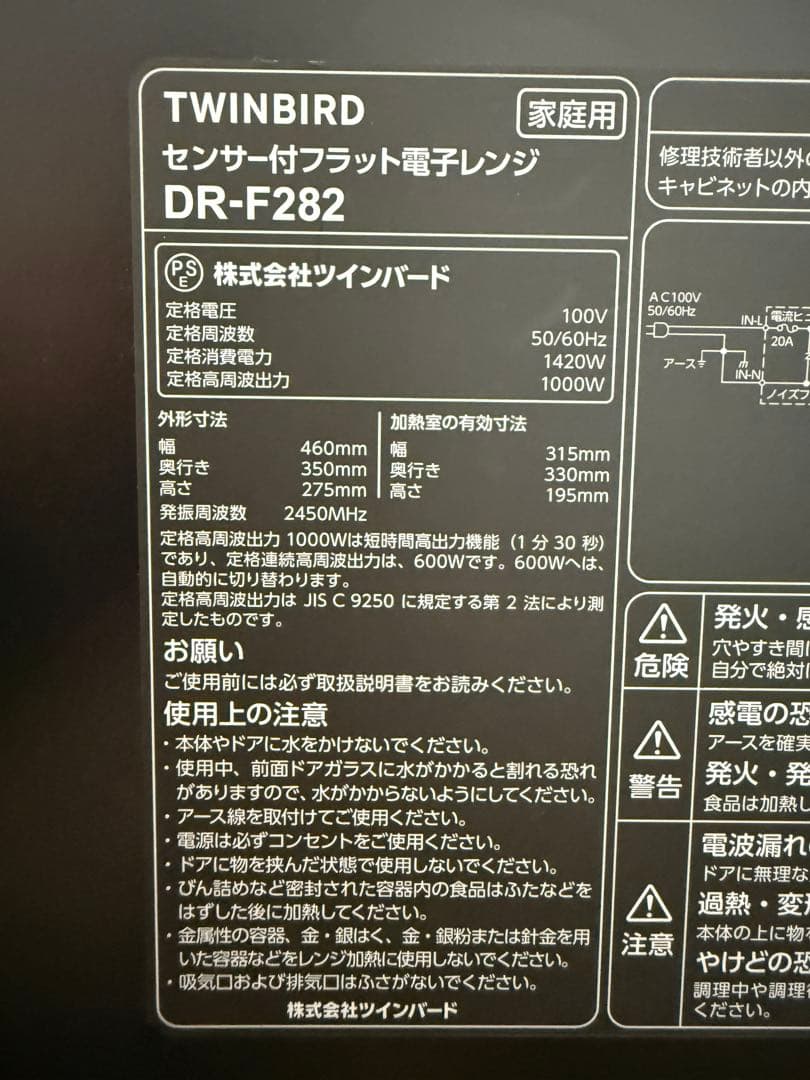 TWINBIRD
家庭用
センサー付フラット電子レンジ
DR-F282
PSE 株式会社ツインバード
定格電圧 100V
定格周波数 50/60Hz
定格消費電力 1420W
定格高周波出力 1000W
外形寸法
幅 460mm
奥行き 350mm
高さ 275mm
加熱室の有効寸法
幅 315mm
奥行き 330mm
高さ 195mm
発振周波数 2450MHz
定格高周波出力 1000Wは短時間高出力機能（1分30秒）
であり、定格連続高周波出力は、600Wです。600Wへは、
自動的に切り替わります。
定格高周波出力は JIS C 9250 に規定する第2法により測
定したものです。
お願い
ご使用前には必ず取扱説明書をお読みください。
使用上の注意
・本体やドアに水をかけないでください。
・使用中、前面ドアガラスに水がかかると割れる恐れ
がありますので、水がかからないようにしてください。
・アース線を取付けてご使用ください。
・電源は必ずコンセントをご使用ください。
・ドアに物を挟んだ状態で使用しないでください。
・びん詰めなど密封された容器内の食品はふたなどを
はずした後に加熱してください。
・金属性の容器、金・銀はく、金・銀粉または針金を用
いた容器などをレンジ加熱に使用しないでください。
・吸気口および排気口はふさがないでください。
株式会社ツインバード
修理技術者以外の
キャビネットの内
AC100V
50/60Hz
IN-L
電流ヒュ
20A
アース
IN-N
ノイズフ
危険
発火・感
穴やすき間に
自分で絶対に
警告
感電の恐
アースを確実
発火・発
食品は加熱し
注意
電波漏れの
ドアに無理な
過熱・変形
本体の上に物を
やけどの恐
調理中や調理後
ください。